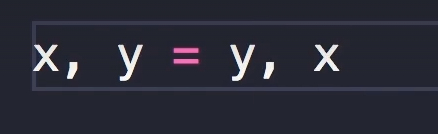 x, y = y, x